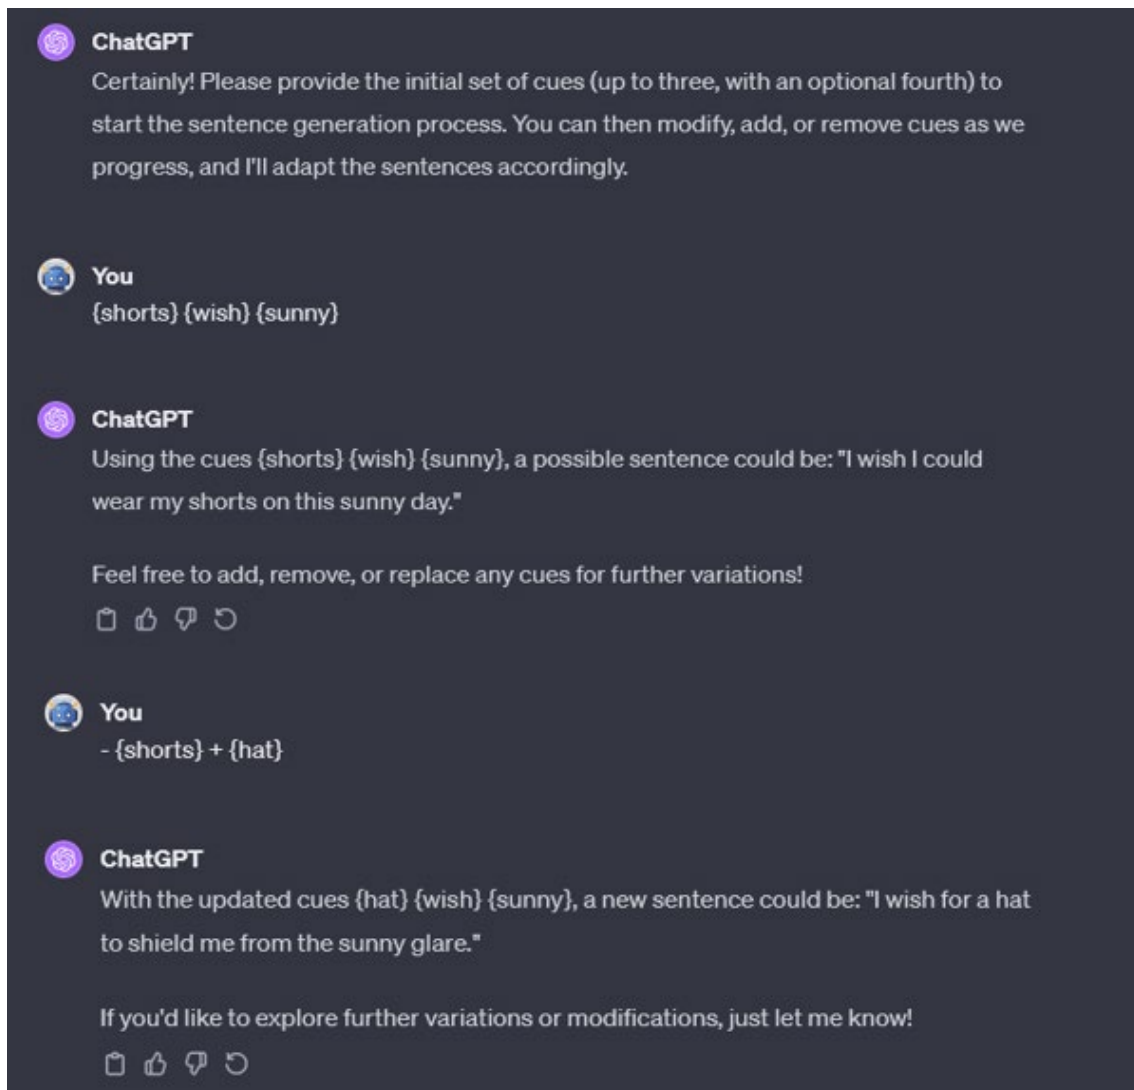 ChatGPT
Certainly! Please provide the initial set of cues (up to three, with an optional fourth) to
start the sentence generation process. You can then modify, add, or remove cues as we
progress, and I'll adapt the sentences accordingly.
You
{shorts} {wish} {sunny}
ChatGPT
Using the cues {shorts} {wish} {sunny}, a possible sentence could be: "I wish I could
wear my shorts on this sunny day."
Feel free to add, remove, or replace any cues for further variations!
You
- {shorts} + {hat}
ChatGPT
With the updated cues {hat} {wish} {sunny}, a new sentence could be: "I wish for a hat
to shield me from the sunny glare."
If you'd like to explore further variations or modifications, just let me know!